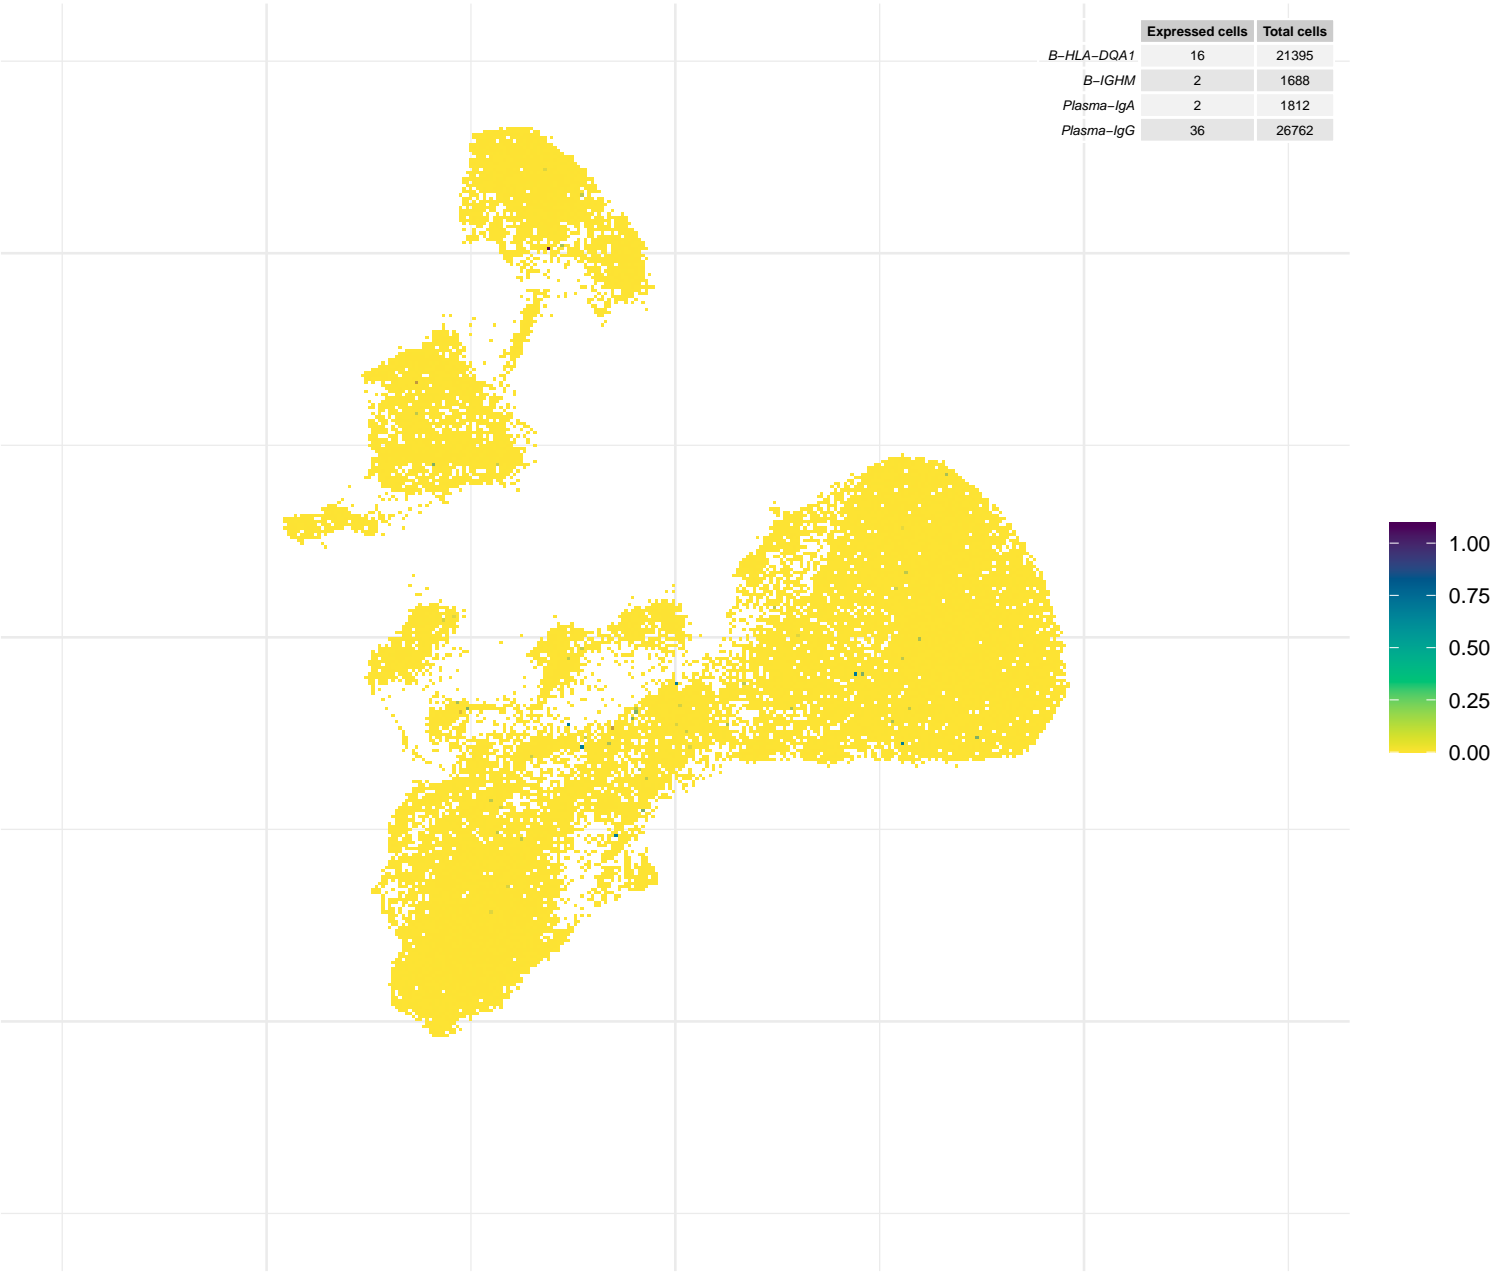 Expressed cells Total cells
B−HLA−DQA1 16 21395
B−IGHM 2 1688
Plasma−IgA 2 1812
Plasma−IgG 36 26762
1.00
0.75
0.50
0.25
0.00